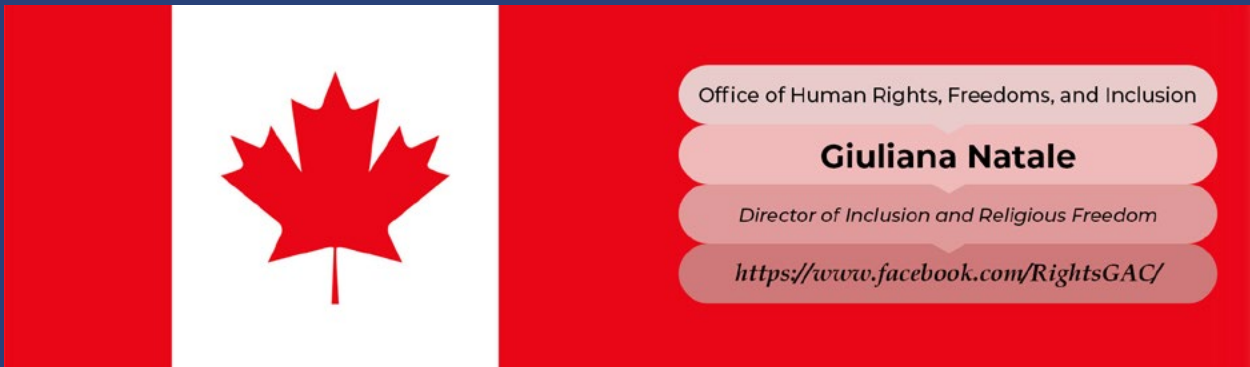 Office of Human Rights, Freedoms, and Inclusion
Giuliana Natale
Director of Inclusion and Religious Freedom
https://www.facebook.com/RightsGAC/